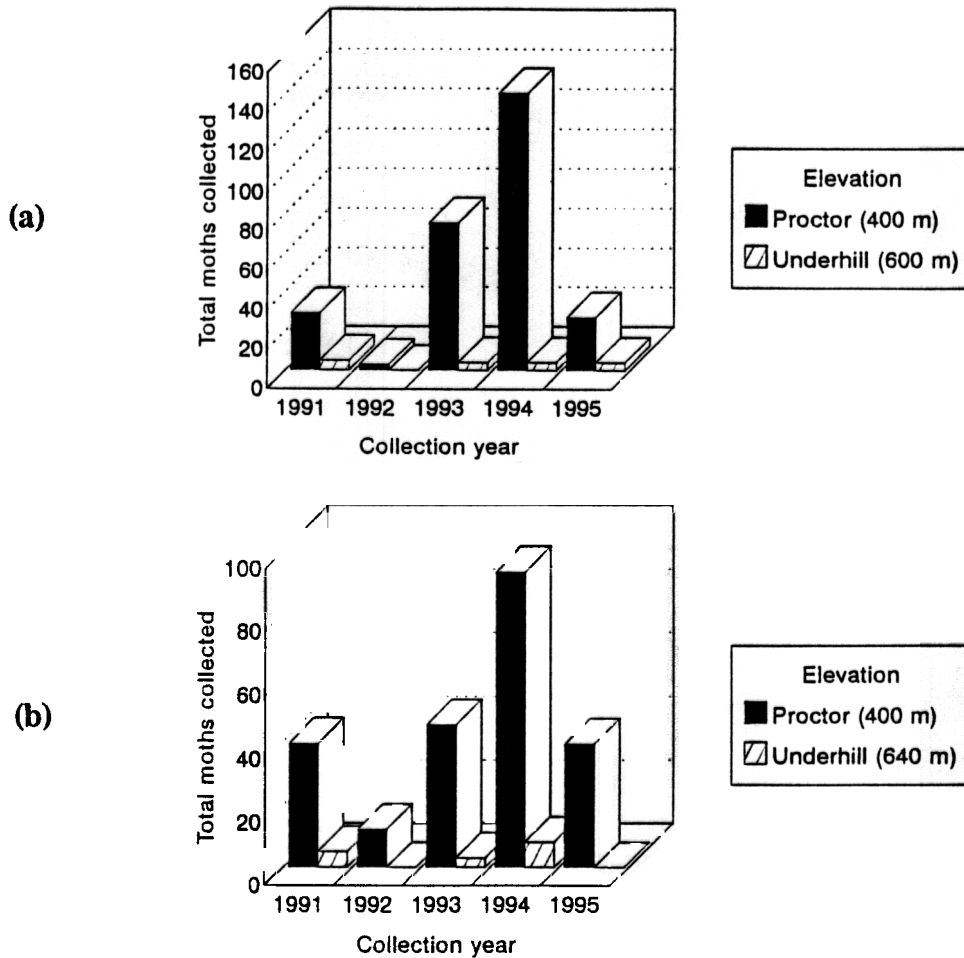 (a)
Total moths collected
160
140
120
100
80
60
40
20
0
1991 1992 1993 1994 1995
Collection year
Elevation
Proctor (400 m)
Underhill (600 m)
(b)
Total moths collected
100
80
60
40
20
0
1991 1992 1993 1994 1995
Collection year
Elevation
Proctor (400 m)
Underhill (640 m)